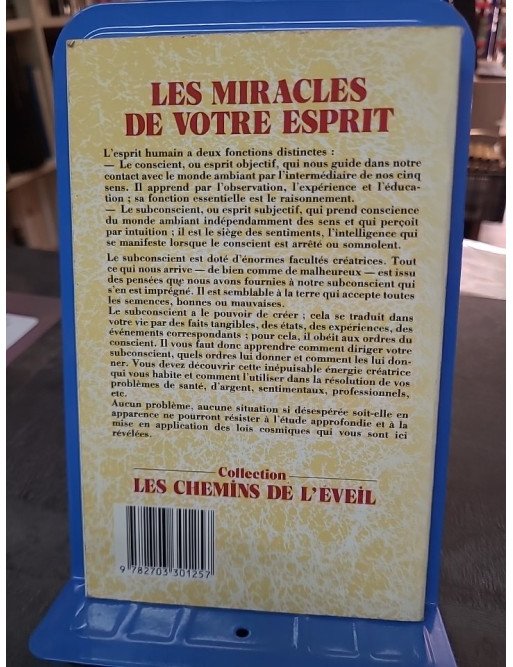 LES MIRACLES
DE VOTRE ESPRIT
L'esprit humain a deux fonctions distinctes :
— Le conscient, ou esprit objectif, qui nous guide dans notre
contact avec le monde ambiant par l'intermédiaire de nos cinq
sens. Il apprend par l'observation, l'expérience et l'éduca-
tion ; sa fonction essentielle est le raisonnement.
— Le subconscient, ou esprit subjectif, qui prend conscience
du monde ambiant indépendamment des sens et qui perçoit
par intuition ; il est le siège des sentiments, l'intelligence qui
se manifeste lorsque le conscient est arrêté ou somnolent.
Le subconscient est doté d'énormes facultés créatrices. Tout
ce qui nous arrive — de bien comme de malheureux — est issu
des pensées que nous avons fournies à notre subconscient qui
s'en est imprégné. Il est semblable à la terre qui accepte toutes
les semences, bonnes ou mauvaises.
Le subconscient a le pouvoir de créer ; cela se traduit dans
votre vie par des faits tangibles, des états, des expériences, des
événements correspondants ; pour cela, il obéit aux ordres du
conscient. Il vous faut donc apprendre comment diriger votre
subconscient, quels ordres lui donner et comment les lui don-
ner. Vous devez découvrir cette inépuisable énergie créatrice
qui vous habite et comment l'utiliser dans la résolution de vos
problèmes de santé, d'argent, sentimentaux, professionnels,
etc.
Aucun problème, aucune situation si désespérée soit-elle en
apparence ne pourront résister à l'étude approfondie et à la
mise en application des lois cosmiques qui vous sont ici
révélées.
Collection
LES CHEMINS DE L'ÉVEIL
9 782703 301257